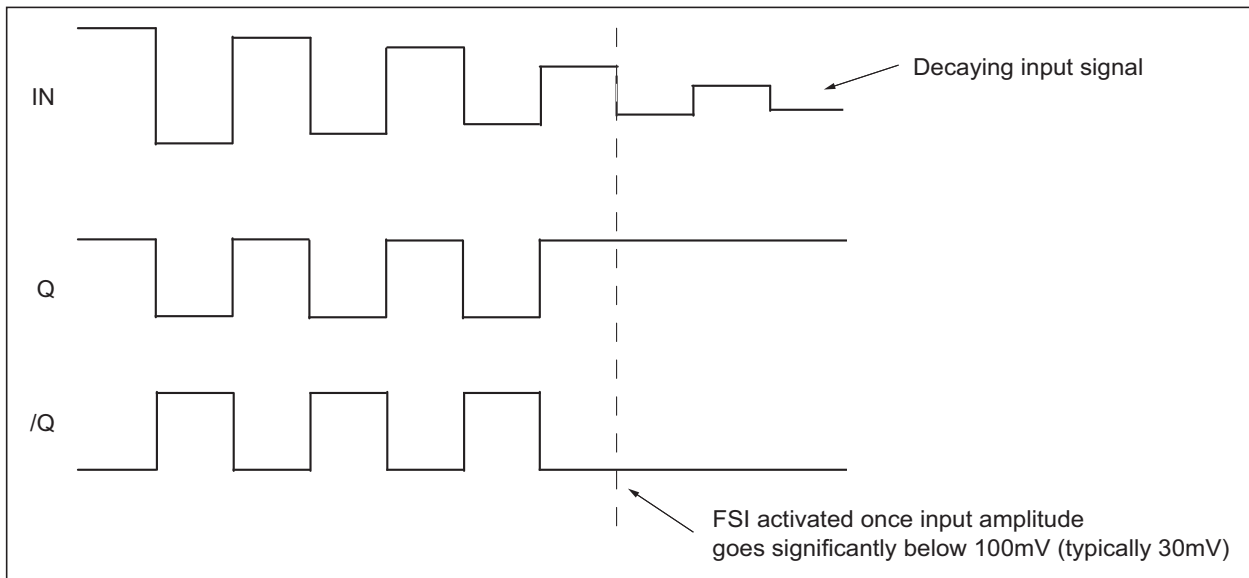 IN
Decaying input signal
Q
/Q
FSI activated once input amplitude
goes significantly below 100mV (typically 30mV)